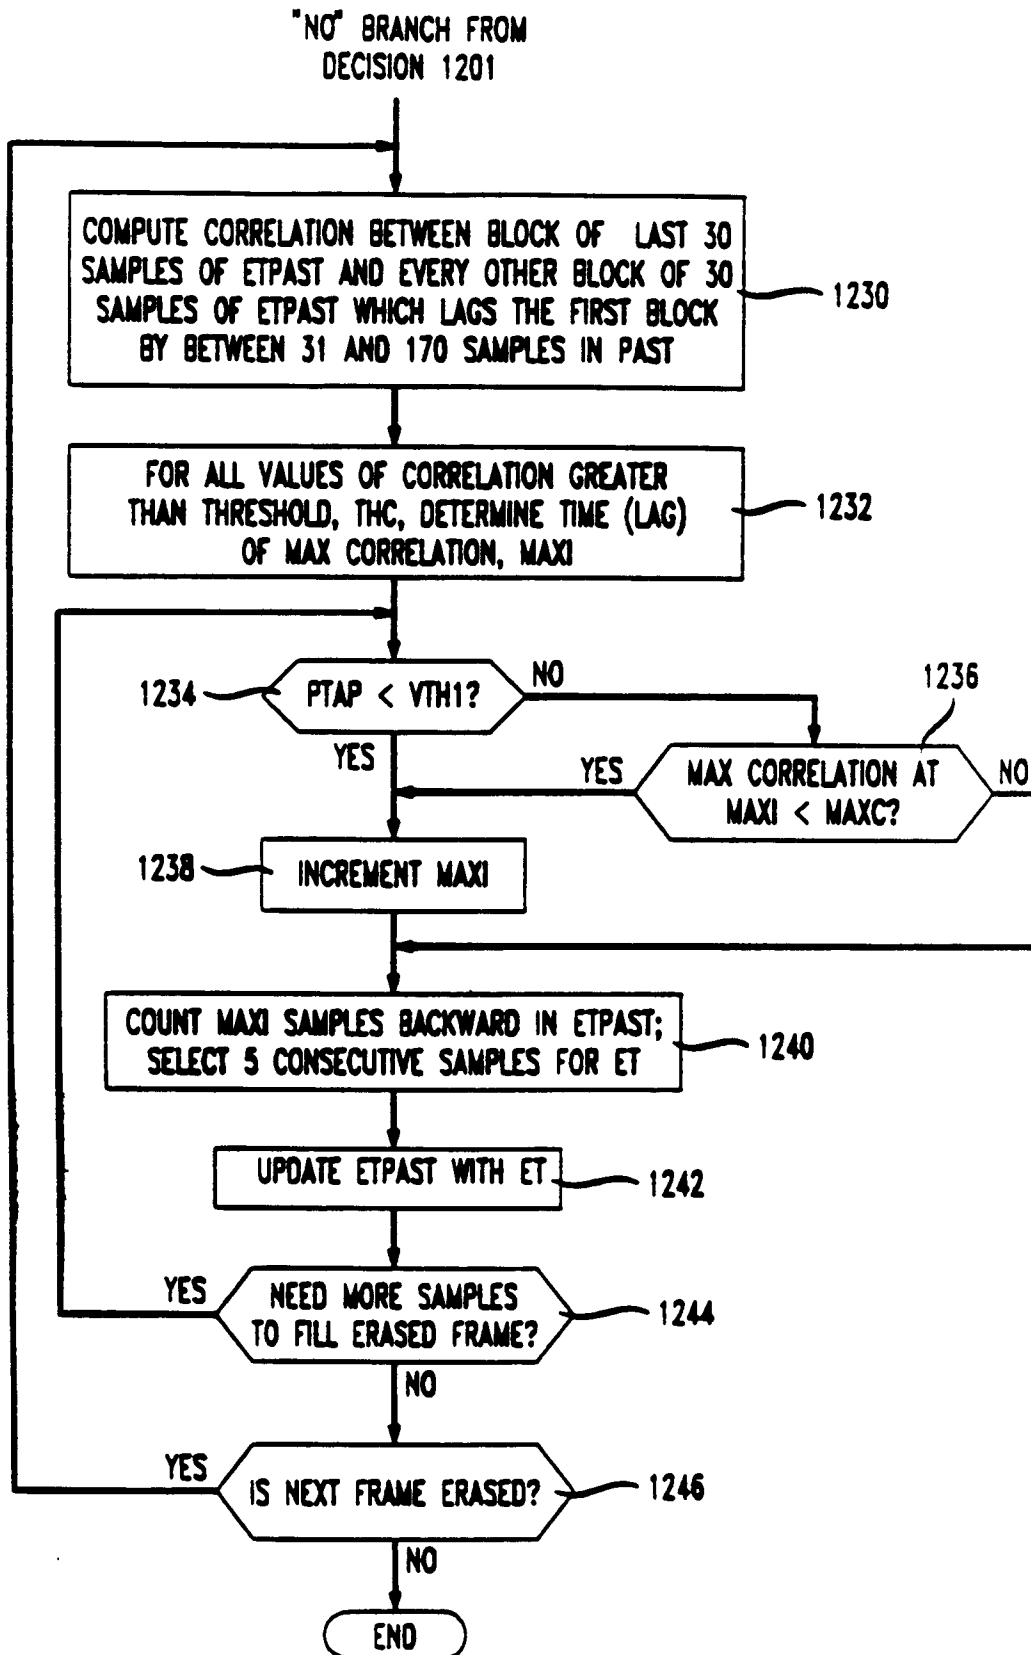 "NO" BRANCH FROM
DECISION 1201
COMPUTE CORRELATION BETWEEN BLOCK OF LAST 30
SAMPLES OF ETPAST AND EVERY OTHER BLOCK OF 30
SAMPLES OF ETPAST WHICH LAGS THE FIRST BLOCK
BY BETWEEN 31 AND 170 SAMPLES IN PAST
1230
FOR ALL VALUES OF CORRELATION GREATER
THAN THRESHOLD, THC, DETERMINE TIME (LAG)
OF MAX CORRELATION, MAXI
1232
1234
PTAP < VTH1?
NO
YES
1236
YES
MAX CORRELATION AT
MAXI < MAXC?
NO
1238
INCREMENT MAXI
COUNT MAXI SAMPLES BACKWARD IN ETPAST;
SELECT 5 CONSECUTIVE SAMPLES FOR ET
1240
UPDATE ETPAST WITH ET
1242
YES
NEED MORE SAMPLES
TO FILL ERASED FRAME?
1244
NO
YES
IS NEXT FRAME ERASED?
1246
NO
END